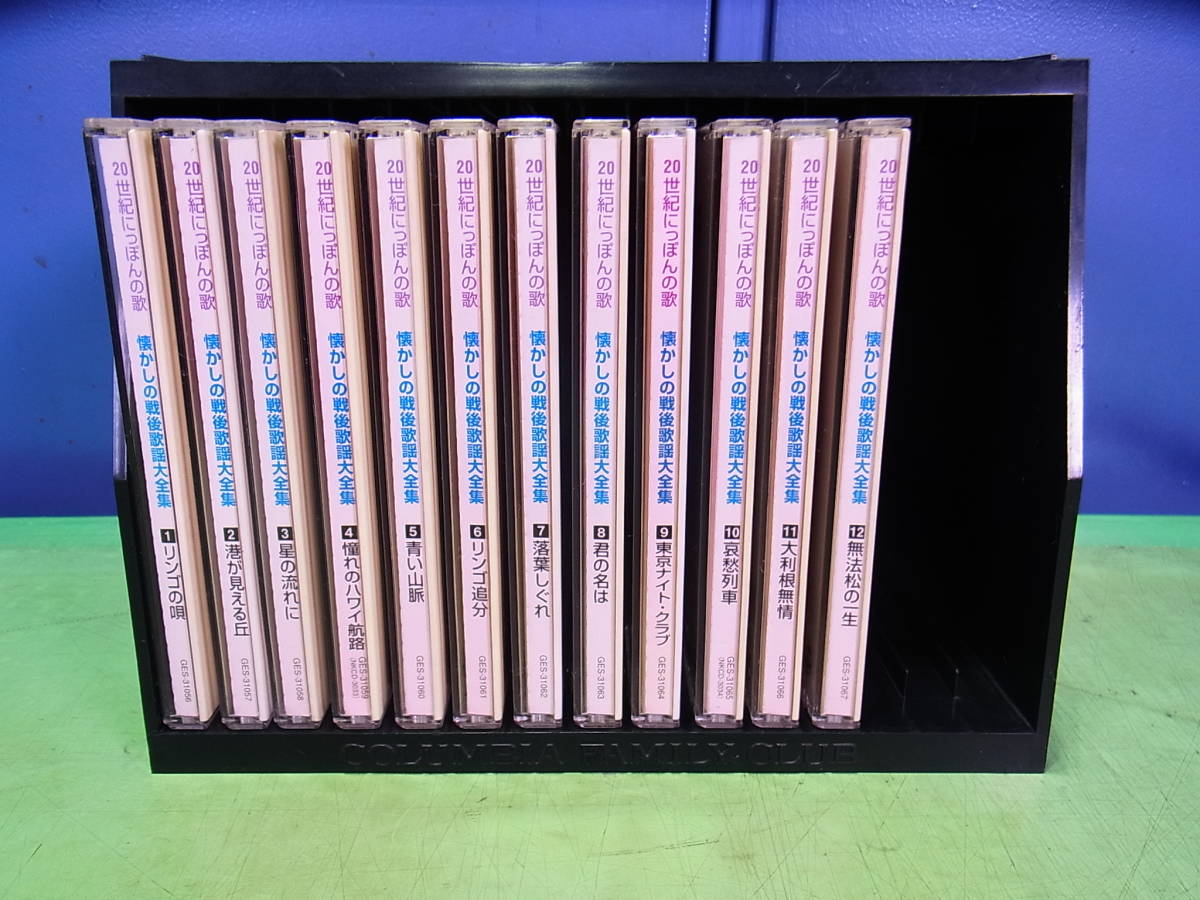 20世紀にっぽんの歌 懐かしの戦後歌謡大全集 1 リンゴの唄 GES-31056
20世紀にっぽんの歌 懐かしの戦後歌謡大全集 2 港が見える丘 GES-31057
20世紀にっぽんの歌 懐かしの戦後歌謡大全集 3 星の流れに GES-31058
20世紀にっぽんの歌 懐かしの戦後歌謡大全集 4 憧れのハワイ航路 GES-31059
(NKCD-3033)
20世紀にっぽんの歌 懐かしの戦後歌謡大全集 5 青い山脈 GES-31060
20世紀にっぽんの歌 懐かしの戦後歌謡大全集 6 リンゴ追分 GES-31061
20世紀にっぽんの歌 懐かしの戦後歌謡大全集 7 落葉しぐれ GES-31062
20世紀にっぽんの歌 懐かしの戦後歌謡大全集 8 君の名は GES-31063
20世紀にっぽんの歌 懐かしの戦後歌謡大全集 9 東京ナイト・クラブ GES-31064
20世紀にっぽんの歌 懐かしの戦後歌謡大全集 10 哀愁列車 GES-31065
(NKCD-3034)
20世紀にっぽんの歌 懐かしの戦後歌謡大全集 11 大利根無情 GES-31066
20世紀にっぽんの歌 懐かしの戦後歌謡大全集 12 無法松の一生 GES-31067
COLUMBIA FAMILY CLUB